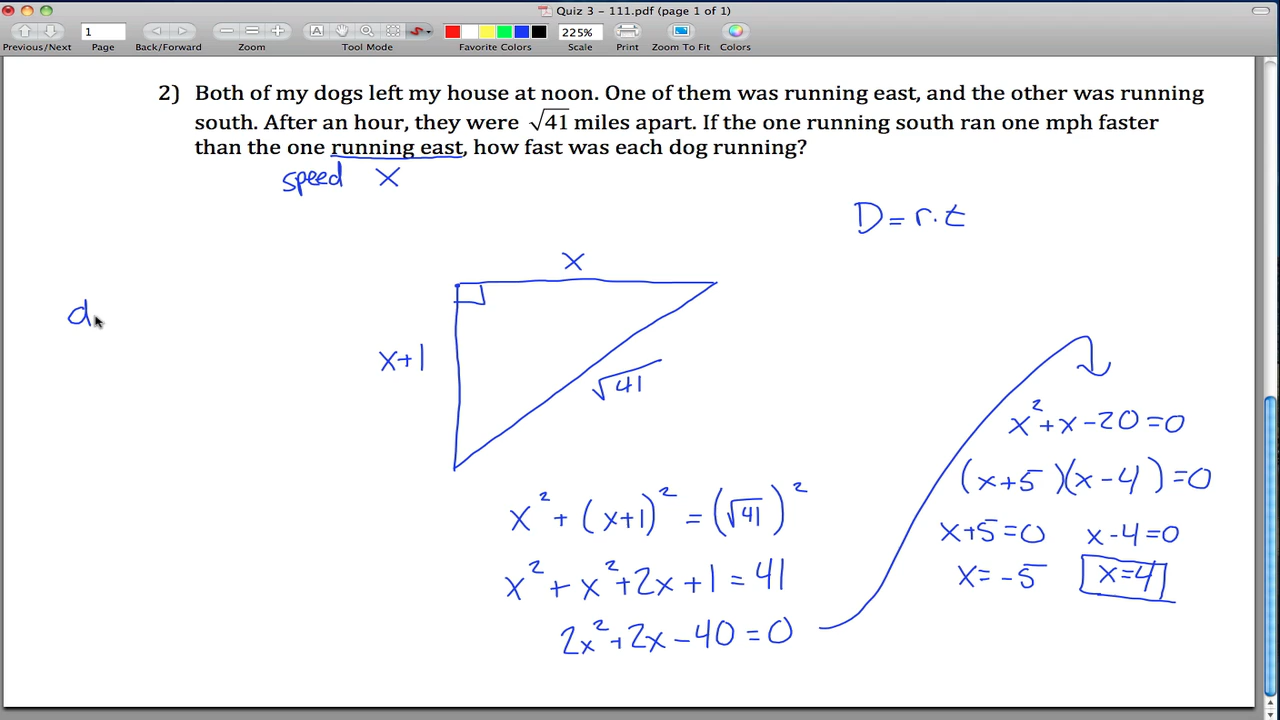 Quiz 3 – 111.pdf (page 1 of 1)
1
225%
Previous/Next Page Back/Forward Zoom Tool Mode Favorite Colors Scale Print Zoom To Fit Colors
2) Both of my dogs left my house at noon. One of them was running east, and the other was running
south. After an hour, they were √41 miles apart. If the one running south ran one mph faster
than the one running east, how fast was each dog running?
speed x
D = r·t
x
d
x+1
√41
x² + (x+1)² = (√41)²
x² + x² + 2x + 1 = 41
2x² + 2x - 40 = 0
x² + x - 20 = 0
(x+5)(x-4) = 0
x+5=0 x-4=0
x=-5 x=4